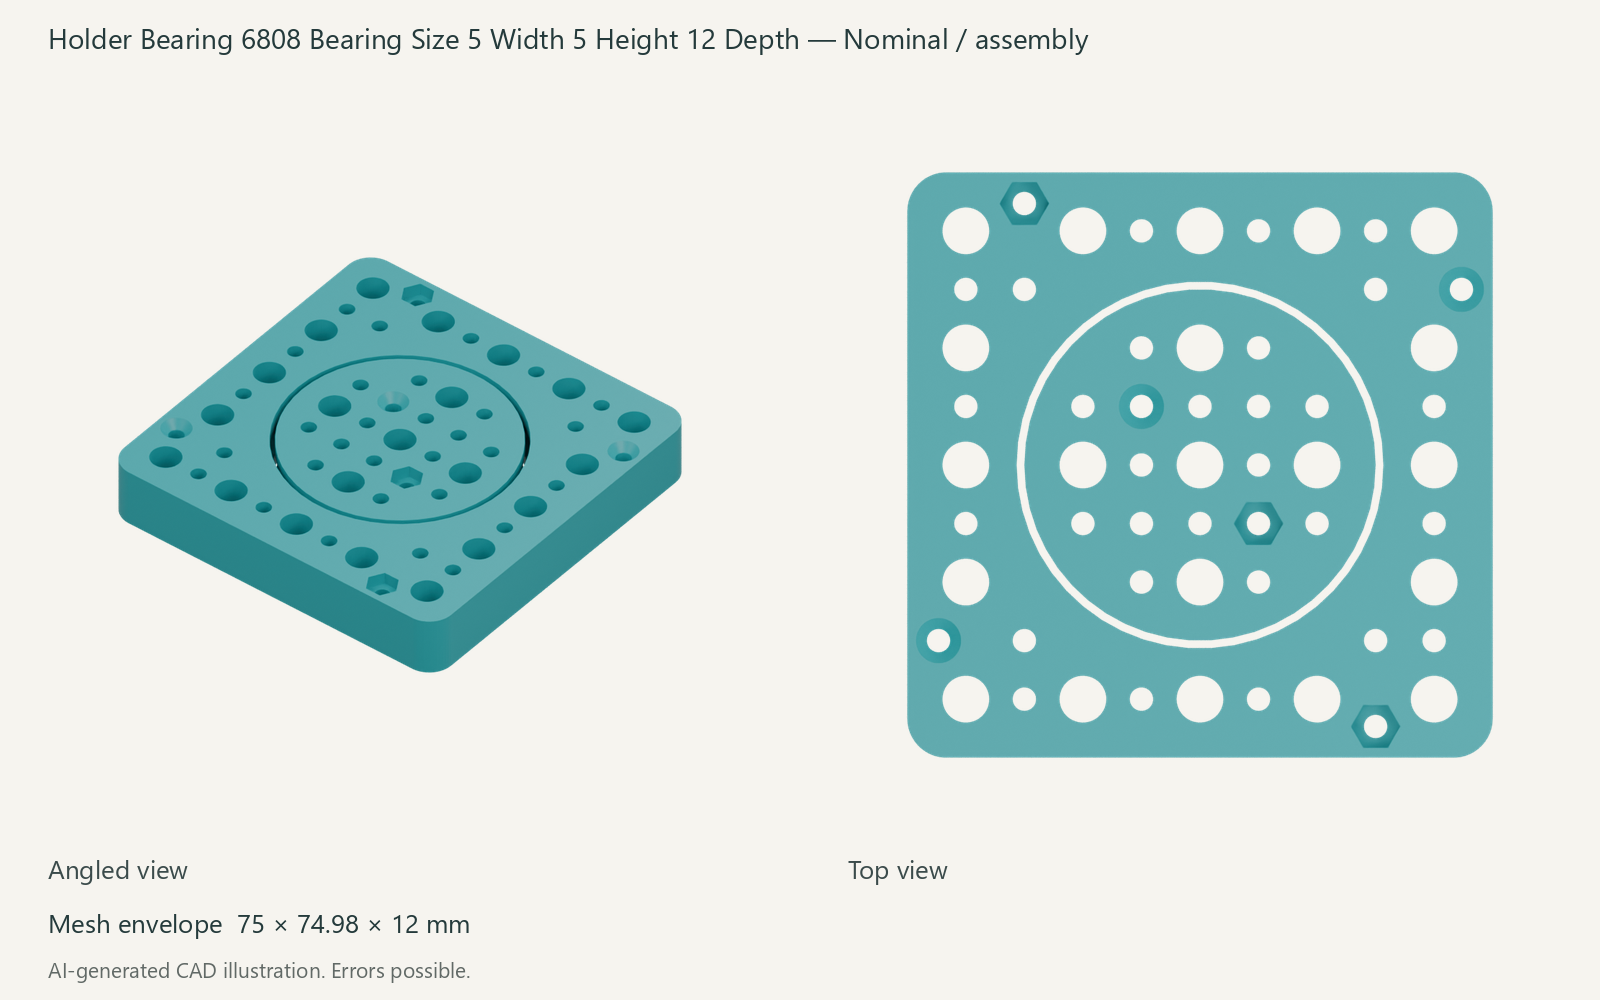 Holder Bearing 6808 Bearing Size 5 Width 5 Height 12 Depth — Nominal / assembly
Angled view
Top view
Mesh envelope 75 × 74.98 × 12 mm
AI-generated CAD illustration. Errors possible.